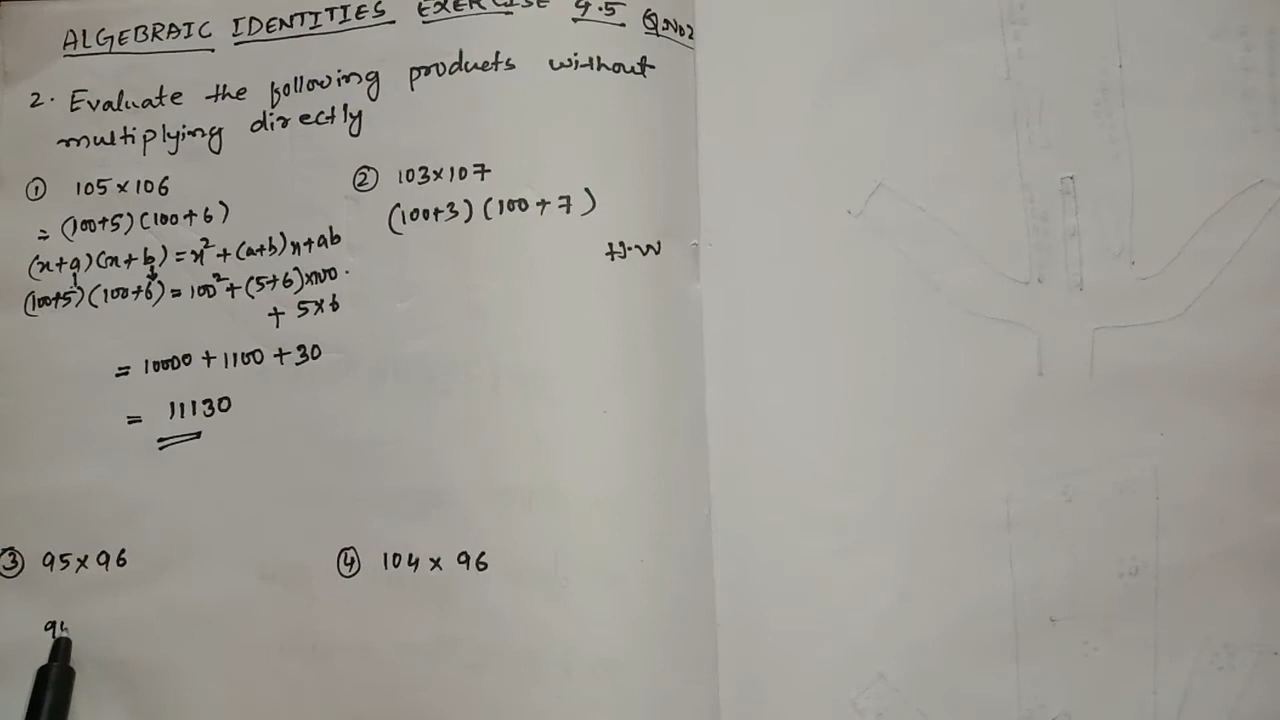 ALGEBRAIC IDENTITIES EXERCISE 9.5 Q.No2
2. Evaluate the following products without
multiplying directly
① 105 × 106
= (100+5) (100+6)
(x+a)(x+b) = x² + (a+b)x + ab
(100+5) (100+6) = 100² + (5+6)×100.
+ 5×6
= 10000 + 1100 + 30
= 11130
② 103×107
(100+3) (100+7)
H.W
③ 95×96
④ 104 × 96